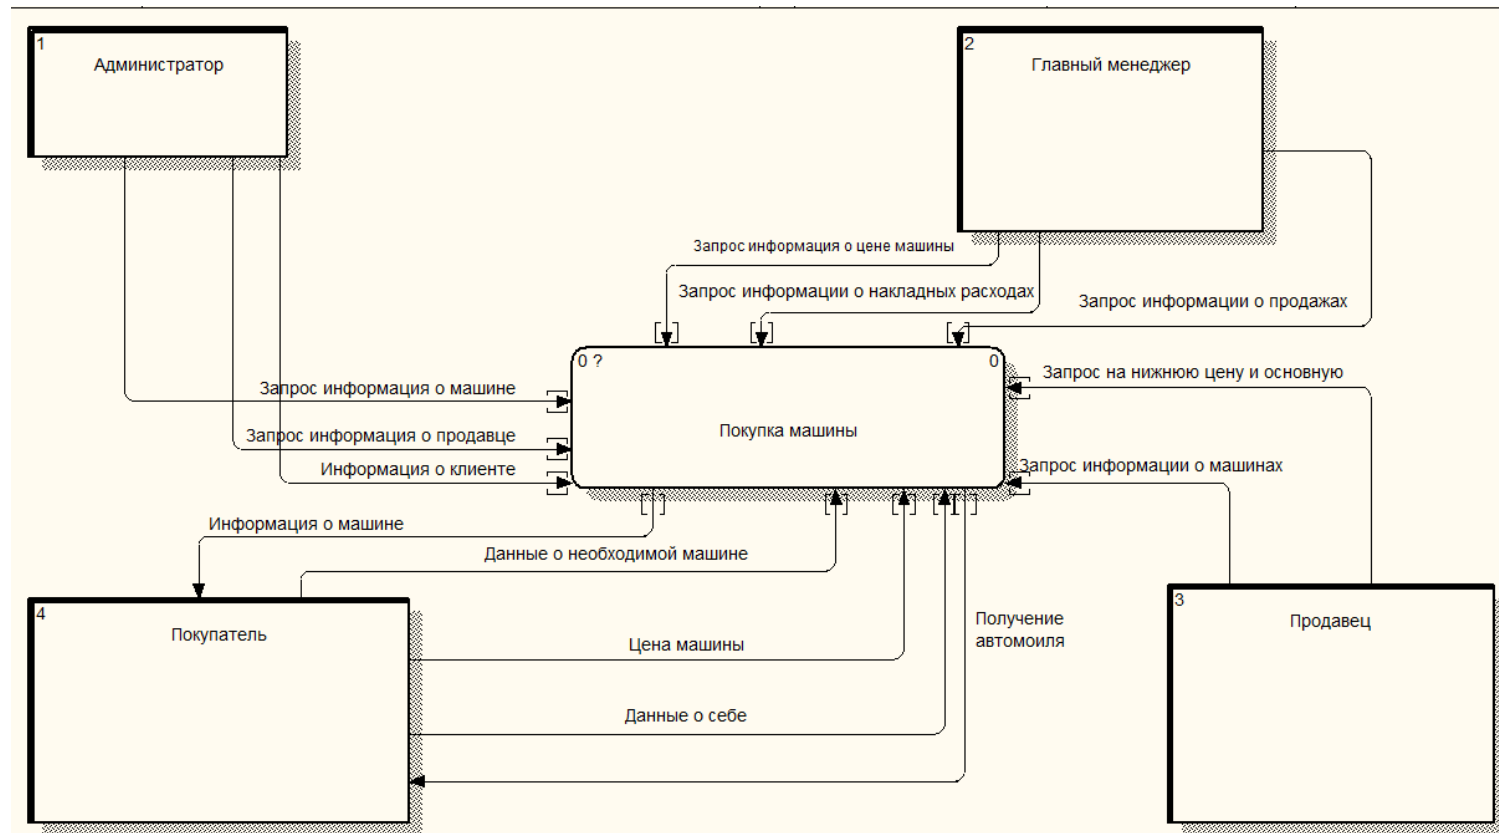 1
Администратор
2
Главный менеджер
Запрос информация о цене машины
Запрос информации о накладных расходах
Запрос информации о продажах
0 ?
0
Покупка машины
Запрос информация о машине
Запрос информация о продавце
Информация о клиенте
Запрос на нижнюю цену и основную
Запрос информации о машинах
Информация о машине
Данные о необходимой машине
4
Покупатель
Цена машины
Данные о себе
Получение
автомоиля
3
Продавец